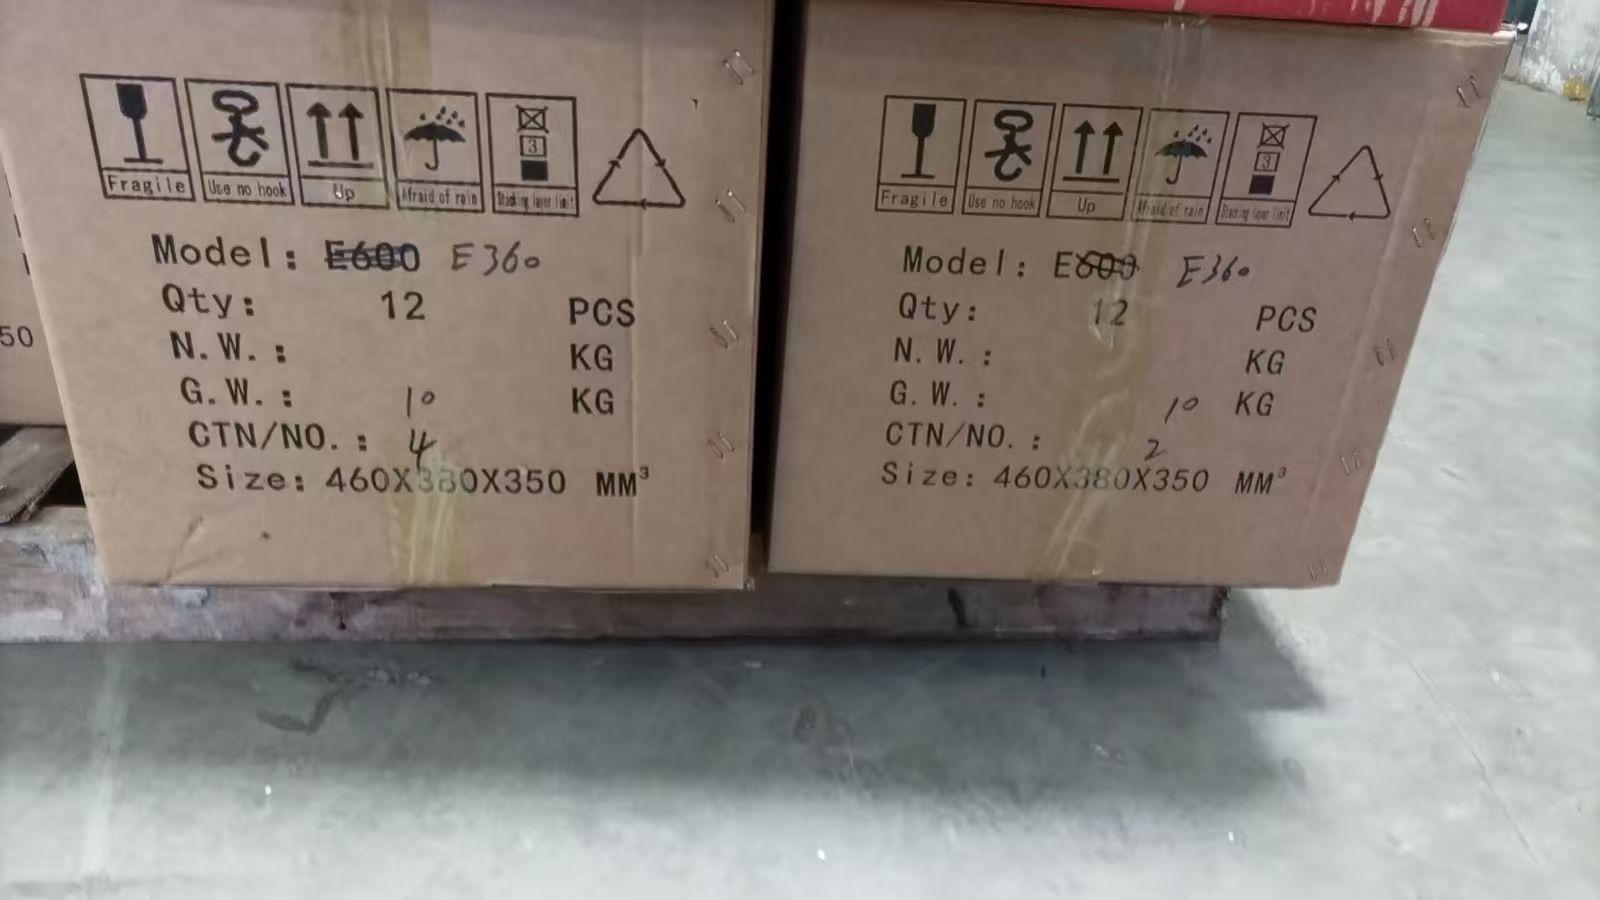 50
Fragile Use no hook Up Afraid of rain Stacking layer limit
3
Model: E600 E360
Qty: 12 PCS
N.W.: KG
G.W.: 10 KG
CTN/NO.: 4
Size: 460X380X350 MM³
Fragile Use no hook Up Afraid of rain Stacking layer limit
3
Model: E600 E360
Qty: 12 PCS
N.W.: KG
G.W.: 10 KG
CTN/NO.: 2
Size: 460X380X350 MM³